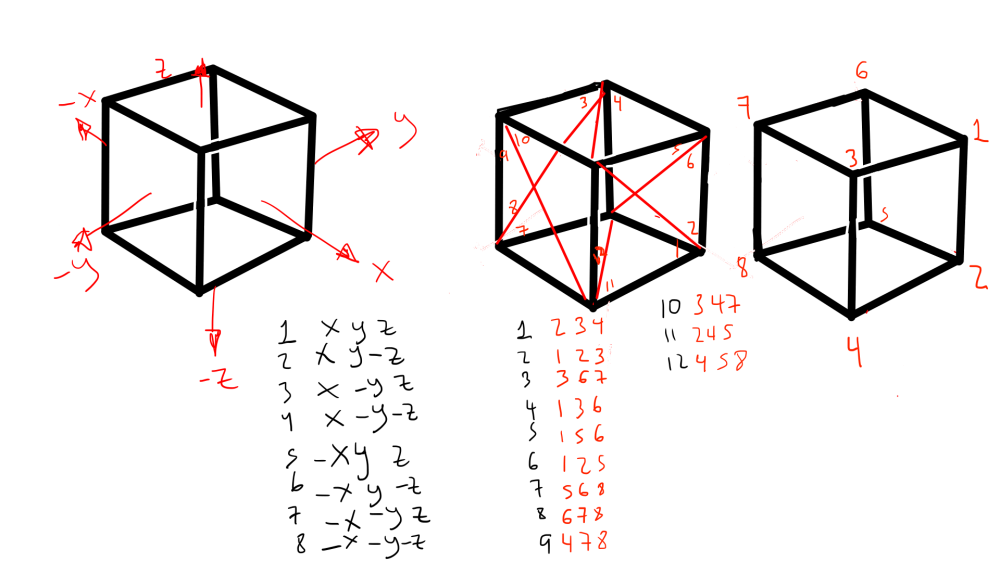 z
-x
y
-y
x
-z
1 x y z
2 x y -z
3 x -y z
4 x -y -z
5 -x y z
6 -x y -z
7 -x -y z
8 -x -y -z
3 4
10
9
5
6
8
7
2
1
12
11
1 2 3 4
2 1 2 3
3 3 6 7
4 1 3 6
5 1 5 6
6 1 2 5
7 5 6 8
8 6 7 8
9 4 7 8
10 3 4 7
11 2 4 5
12 4 5 8
6
7
1
3
5
8
2
4